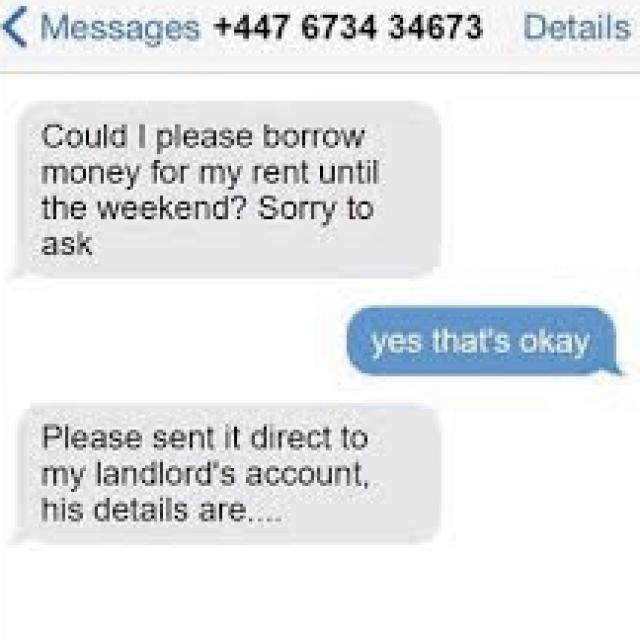 Messages +447 6734 34673 Details
Could I please borrow
money for my rent until
the weekend? Sorry to
ask
yes that's okay
Please sent it direct to
my landlord's account,
his details are....